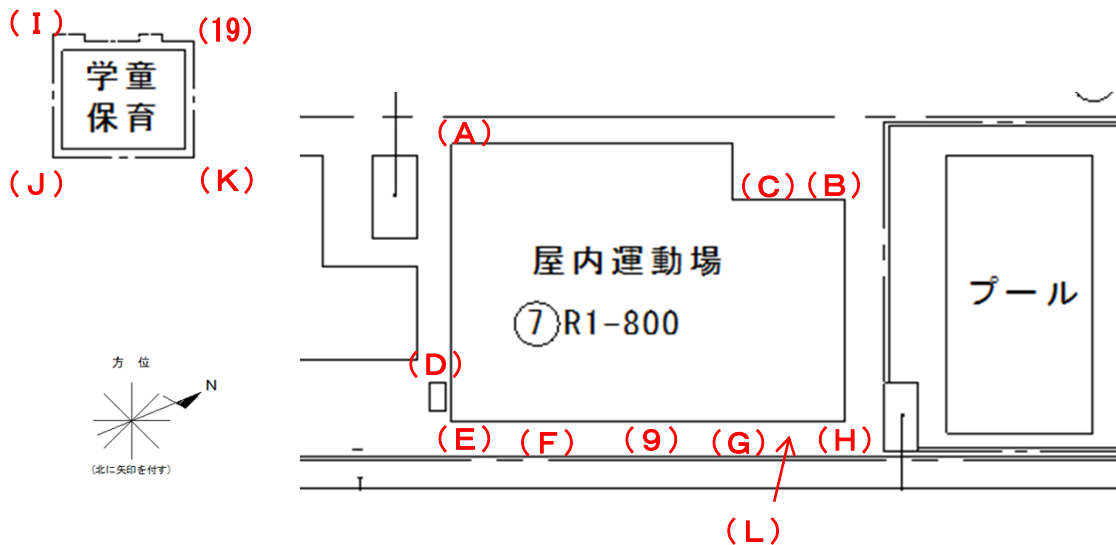 (I)
(19)
学童
保育
(J)
(K)
(A)
(C)
(B)
屋内運動場
⑦R1-800
プール
(D)
(E)
(F)
(9)
(G)
(H)
(L)
方 位
N
(北に矢印を付す)